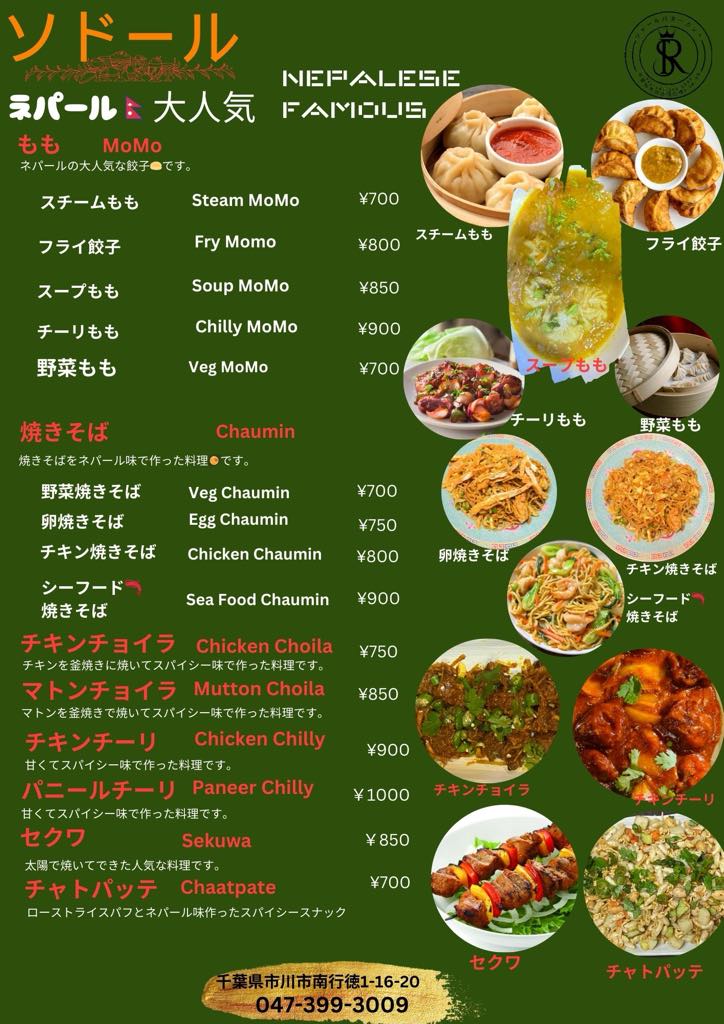 ソドール
ネパール🇳🇵大人気
NEPALESE
FAMOUS
もも MoMo
ネパールの大人気な餃子🥟です。
スチームもも Steam MoMo ¥700
フライ餃子 Fry Momo ¥800
スープもも Soup MoMo ¥850
チーリもも Chilly MoMo ¥900
野菜もも Veg MoMo ¥700
スチームもも
フライ餃子
スープもも
チーリもも
野菜もも
焼きそば Chaumin
焼きそばをネパール味で作った料理です。
野菜焼きそば Veg Chaumin ¥700
卵焼きそば Egg Chaumin ¥750
チキン焼きそば Chicken Chaumin ¥800
シーフード🦐
焼きそば Sea Food Chaumin ¥900
卵焼きそば
チキン焼きそば
シーフード🦐
焼きそば
チキンチョイラ Chicken Choila ¥750
チキンを釜焼きに焼いてスパイシー味で作った料理です。
マトンチョイラ Mutton Choila ¥850
マトンを釜焼きで焼いてスパイシー味で作った料理です。
チキンチーリ Chicken Chilly ¥900
甘くてスパイシー味で作った料理です。
パニールチーリ Paneer Chilly ¥1000
甘くてスパイシー味で作った料理です。
セクワ Sekuwa ¥850
太陽で焼いてできた人気な料理です。
チャトパッテ Chaatpate ¥700
ローストライスパフとネパール味作ったスパイシースナック
チキンチョイラ
チキンチーリ
セクワ
チャトパッテ
千葉県市川市南行徳1-16-20
047-399-3009